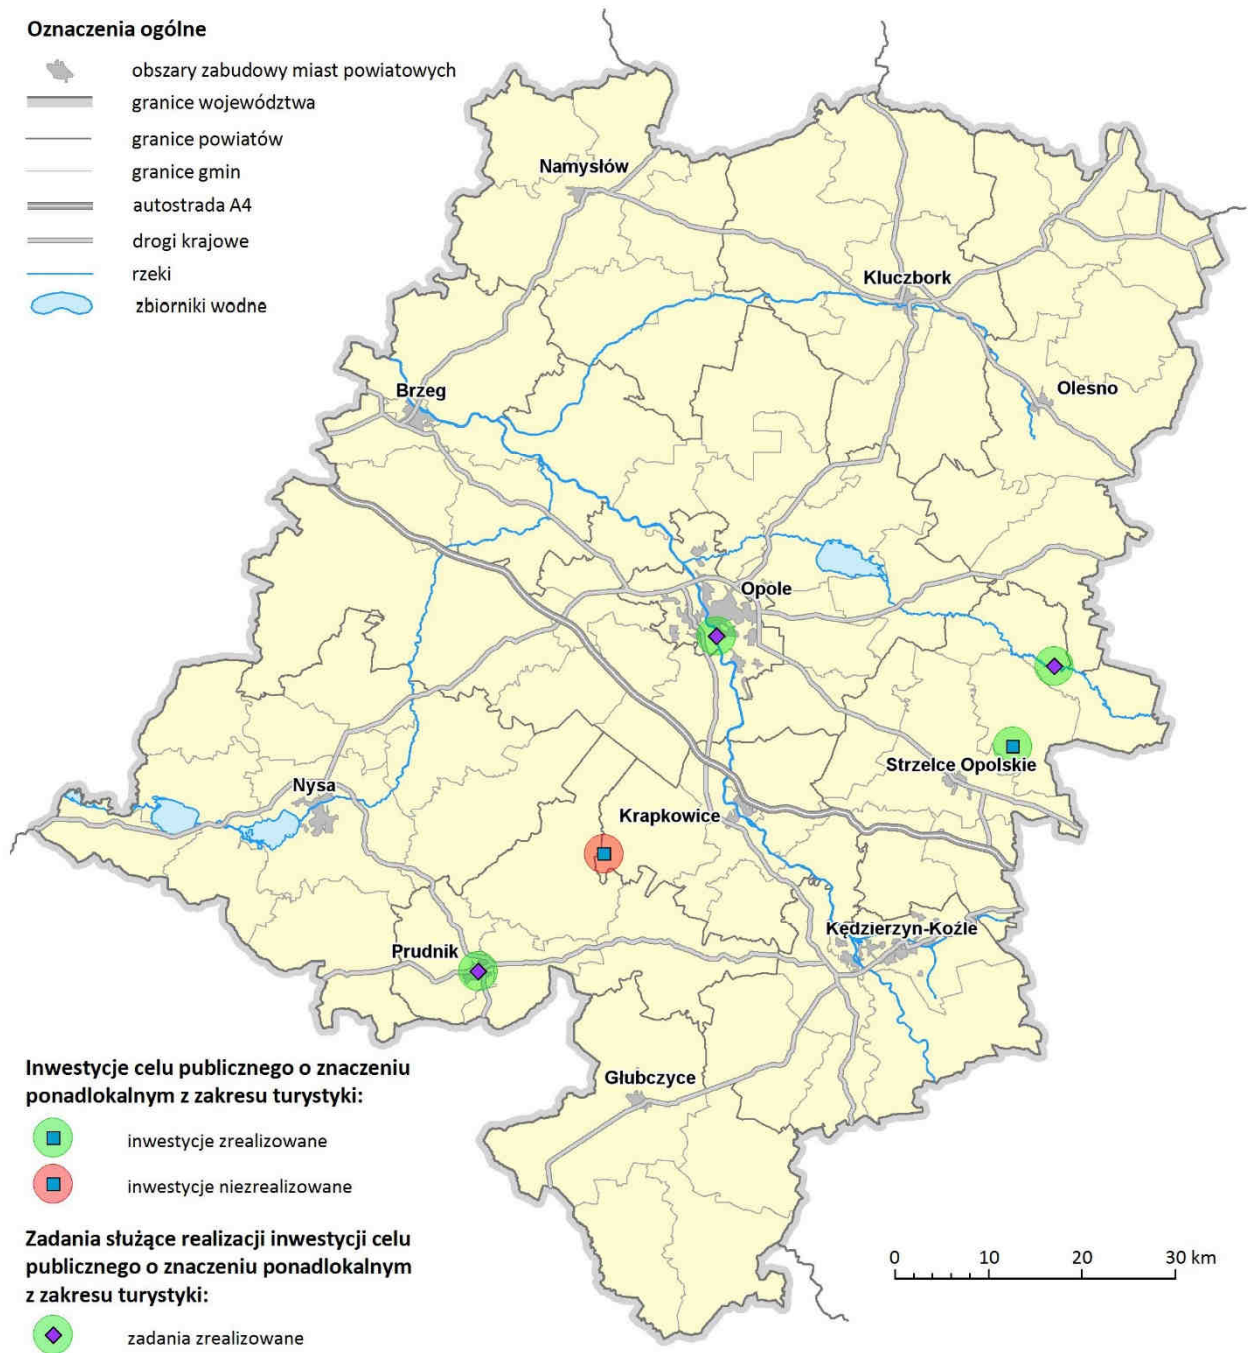 Oznaczenia ogólne
obszary zabudowy miast powiatowych
granice województwa
granice powiatów
granice gmin
autostrada A4
drogi krajowe
rzeki
zbiorniki wodne
Namysłów
Kluczbork
Brzeg
Olesno
Opole
Strzelce Opolskie
Nysa
Krapkowice
Kędzierzyn-Koźle
Prudnik
Głubczyce
Inwestycje celu publicznego o znaczeniu
ponadlokalnym z zakresu turystyki:
inwestycje zrealizowane
inwestycje niezrealizowane
Zadania służące realizacji inwestycji celu
publicznego o znaczeniu ponadlokalnym
z zakresu turystyki:
zadania zrealizowane
0 10 20 30 km